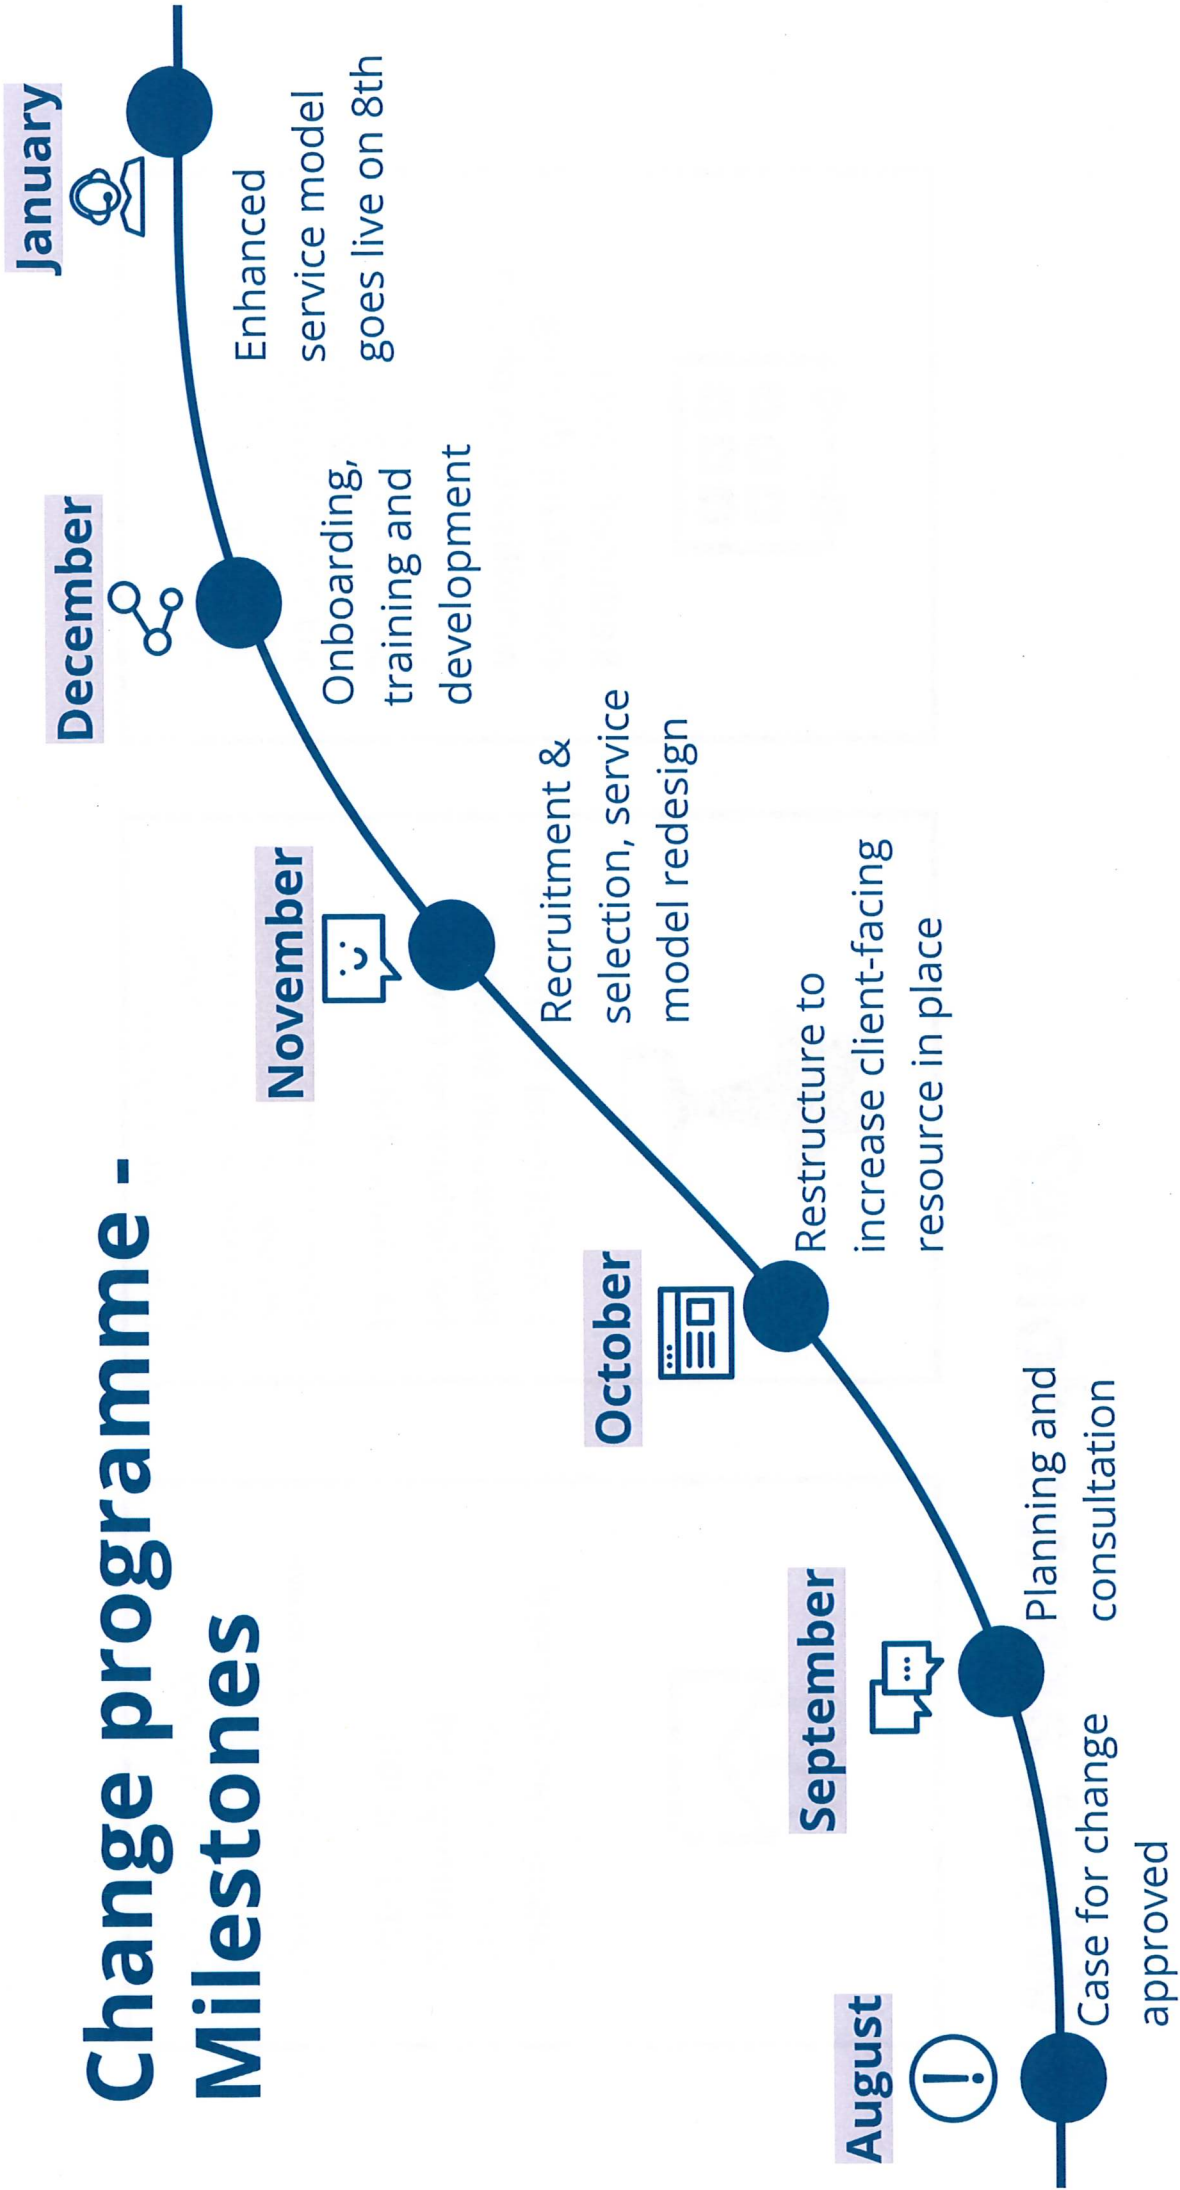 Change programme -
Milestones
August
Case for change
approved
September
Planning and
consultation
October
Restructure to
increase client-facing
resource in place
November
Recruitment &
selection, service
model redesign
December
Onboarding,
training and
development
January
Enhanced
service model
goes live on 8th